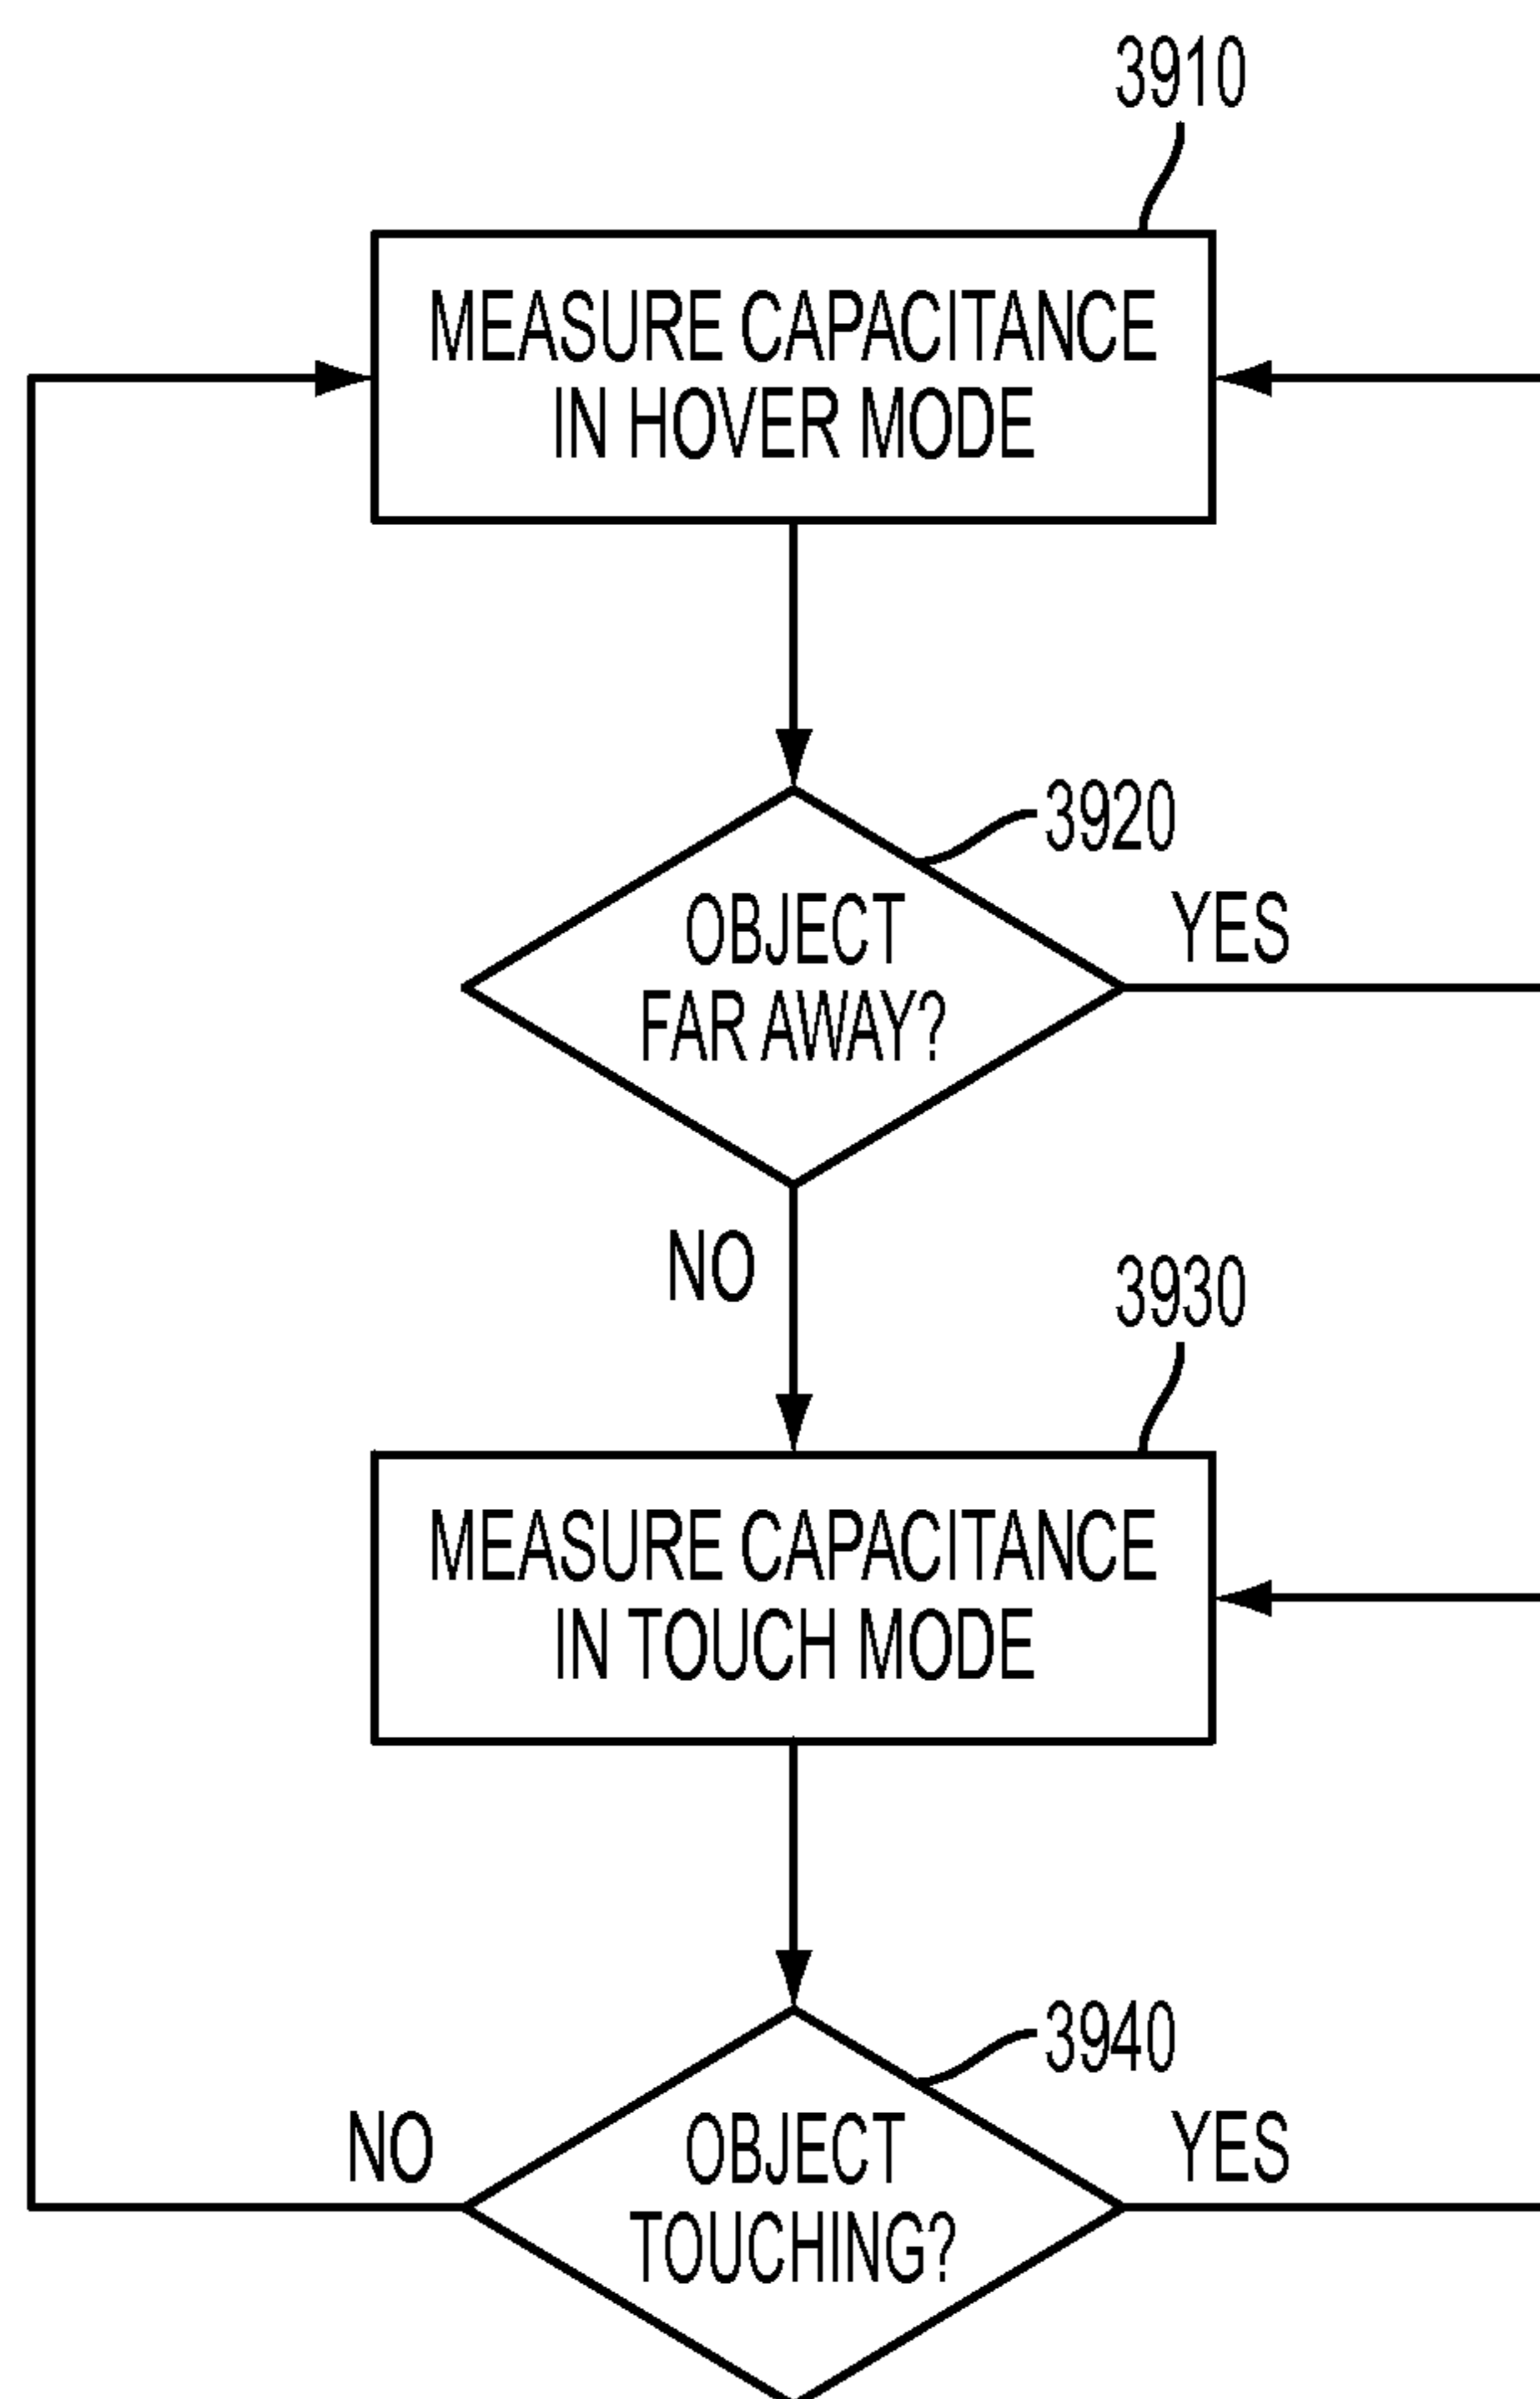 3910
MEASURE CAPACITANCE
IN HOVER MODE
3920
OBJECT
FAR AWAY?
YES
NO
3930
MEASURE CAPACITANCE
IN TOUCH MODE
3940
NO
OBJECT
TOUCHING?
YES